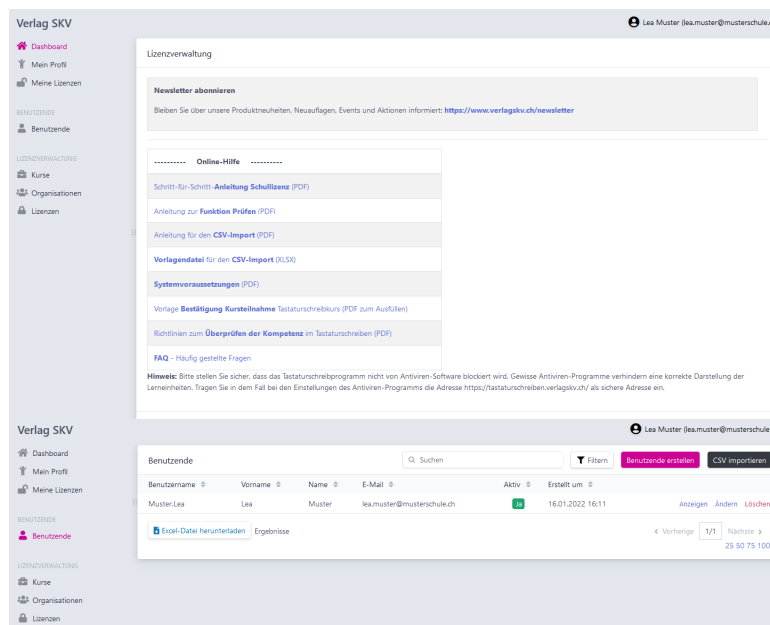 Verlag SKV
Lea Muster (lea.muster@musterschule.
Dashboard
Mein Profil
Meine Lizenzen
BENUTZENDE
Benutzende
LIZENZVERWALTUNG
Kurse
Organisationen
Lizenzen
Lizenzverwaltung
Newsletter abonnieren
Bleiben Sie über unsere Produktneuheiten, Neuauflagen, Events und Aktionen informiert: https://www.verlagskv.ch/newsletter
---------- Online-Hilfe ----------
Schritt-für-Schritt-Anleitung Schullizenz (PDF)
Anleitung zur Funktion Prüfen (PDF)
Anleitung für den CSV-Import (PDF)
Vorlagendatei für den CSV-Import (XLSX)
Systemvoraussetzungen (PDF)
Vorlage Bestätigung Kursteilnahme Tastaturschreibkurs (PDF zum Ausfüllen)
Richtlinien zum Überprüfen der Kompetenz im Tastaturschreiben (PDF)
FAQ - Häufig gestellte Fragen
Hinweis: Bitte stellen Sie sicher, dass das Tastaturschreibprogramm nicht von Antiviren-Software blockiert wird. Gewisse Antiviren-Programme verhindern eine korrekte Darstellung der
Lerneinheiten. Tragen Sie in dem Fall bei den Einstellungen des Antiviren-Programms die Adresse https://tastaturschreiben.verlagskv.ch/ als sichere Adresse ein.
Verlag SKV
Lea Muster (lea.muster@musterschule
Dashboard
Mein Profil
Meine Lizenzen
BENUTZENDE
Benutzende
LIZENZVERWALTUNG
Kurse
Organisationen
Lizenzen
Benutzende Suchen Filtern Benutzende erstellen CSV importieren
Benutzername Vorname Name E-Mail Aktiv Erstellt um
Muster.Lea Lea Muster lea.muster@musterschule.ch Ja 16.01.2022 16:11 Anzeigen Ändern Löschen
Excel-Datei herunterladen Ergebnisse Vorherige 1/1 Nächste
25 50 75 100